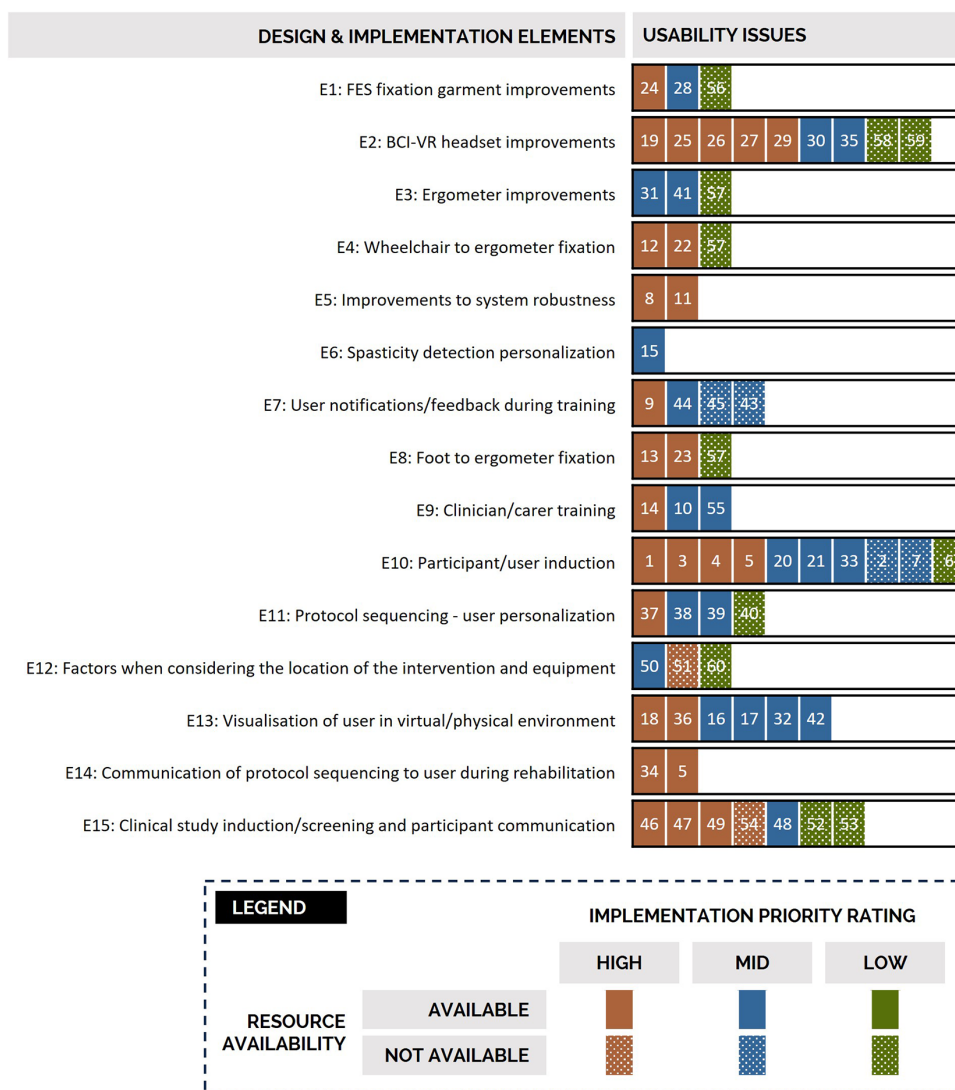 DESIGN & IMPLEMENTATION ELEMENTS USABILITY ISSUES
E1: FES fixation garment improvements 24 28 56
E2: BCI-VR headset improvements 19 25 26 27 29 30 35 58 59
E3: Ergometer improvements 31 41 57
E4: Wheelchair to ergometer fixation 12 22 57
E5: Improvements to system robustness 8 11
E6: Spasticity detection personalization 15
E7: User notifications/feedback during training 9 44 45 43
E8: Foot to ergometer fixation 13 23 57
E9: Clinician/carer training 14 10 55
E10: Participant/user induction 1 3 4 5 20 21 33 2 7 6
E11: Protocol sequencing - user personalization 37 38 39 40
E12: Factors when considering the location of the intervention and equipment 50 51 60
E13: Visualisation of user in virtual/physical environment 18 36 16 17 32 42
E14: Communication of protocol sequencing to user during rehabilitation 34 5
E15: Clinical study induction/screening and participant communication 46 47 49 54 48 52 53
LEGEND
IMPLEMENTATION PRIORITY RATING
HIGH MID LOW
RESOURCE AVAILABILITY
AVAILABLE
NOT AVAILABLE